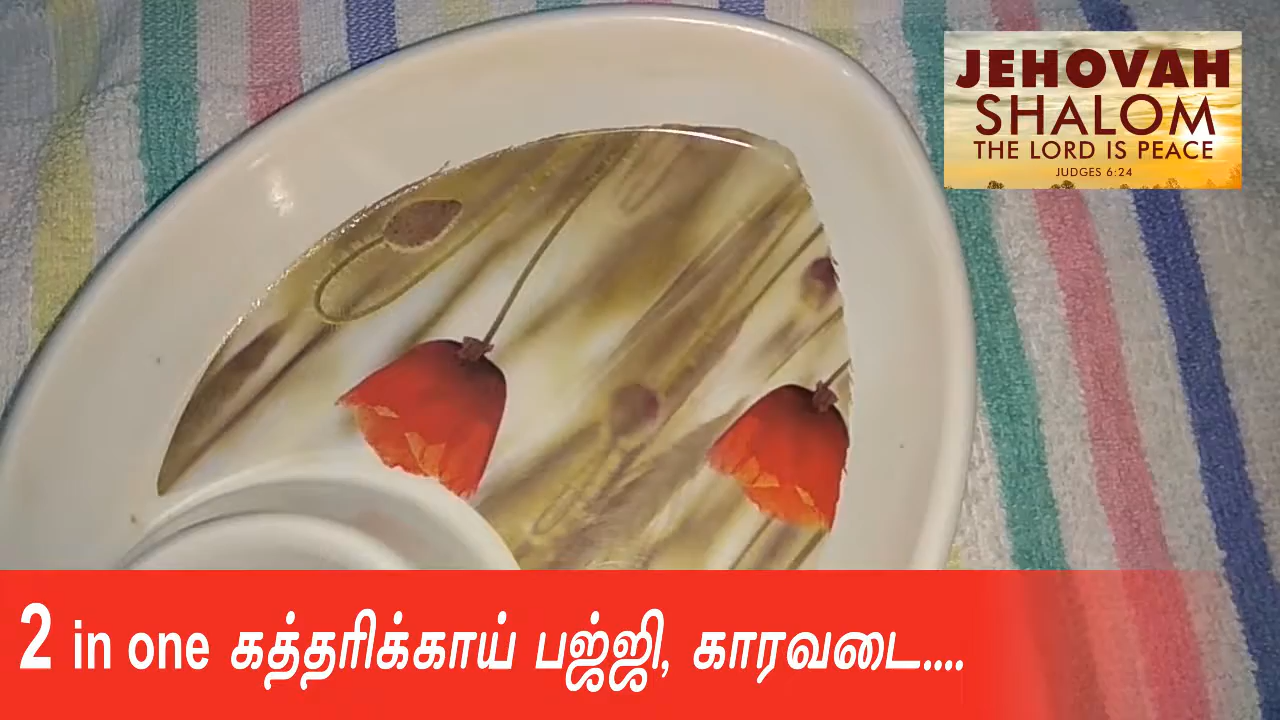 JEHOVAH
SHALOM
THE LORD IS PEACE
JUDGES 6:24
2 in one கத்தரிக்காய் பஜ்ஜி, காரவடை....